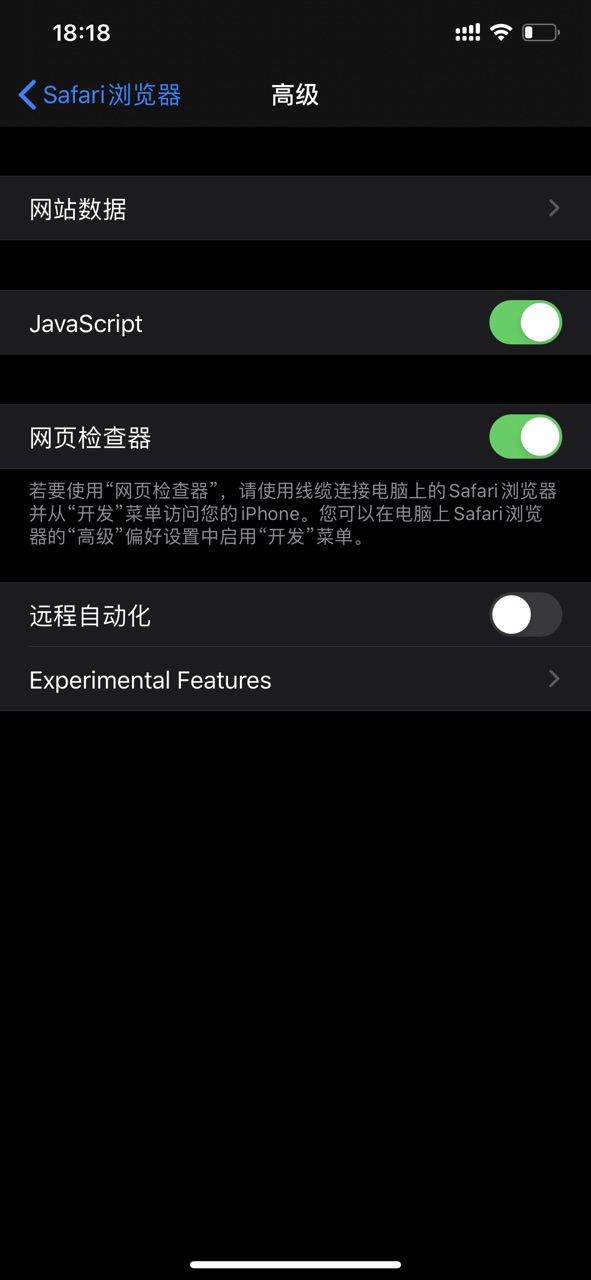 18:18
Safari浏览器
高级
网站数据
JavaScript
网页检查器
若要使用“网页检查器”，请使用线缆连接电脑上的Safari浏览器
并从“开发”菜单访问您的iPhone。您可以在电脑上Safari浏览
器的“高级”偏好设置中启用“开发”菜单。
远程自动化
Experimental Features